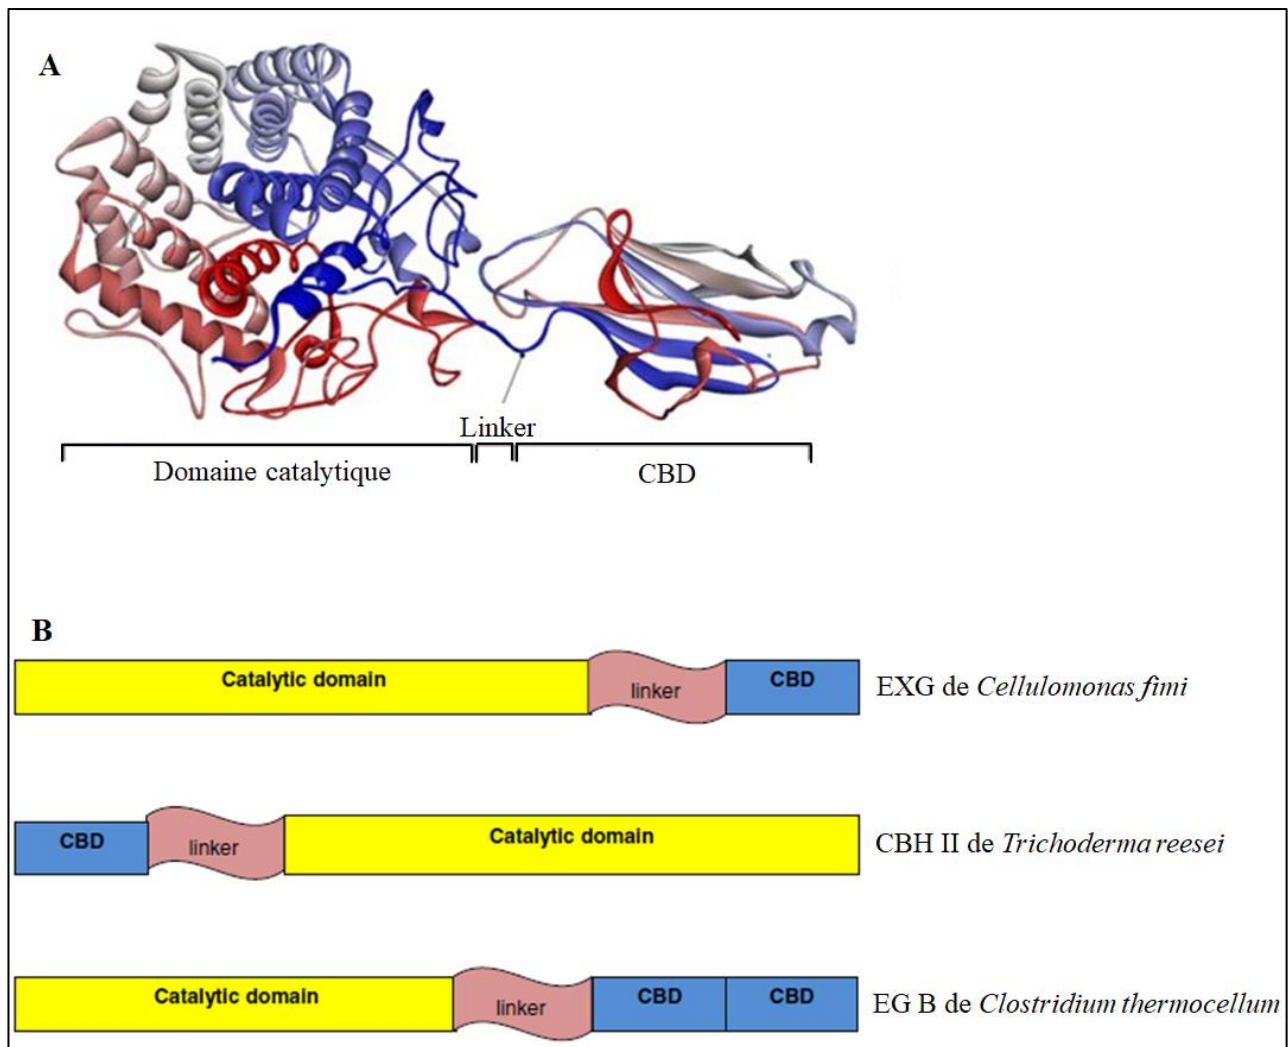 A
Linker
Domaine catalytique
CBD
B
Catalytic domain linker CBD EXG de Cellulomonas fimi
CBD linker Catalytic domain CBH II de Trichoderma reesei
Catalytic domain linker CBD CBD EG B de Clostridium thermocellum